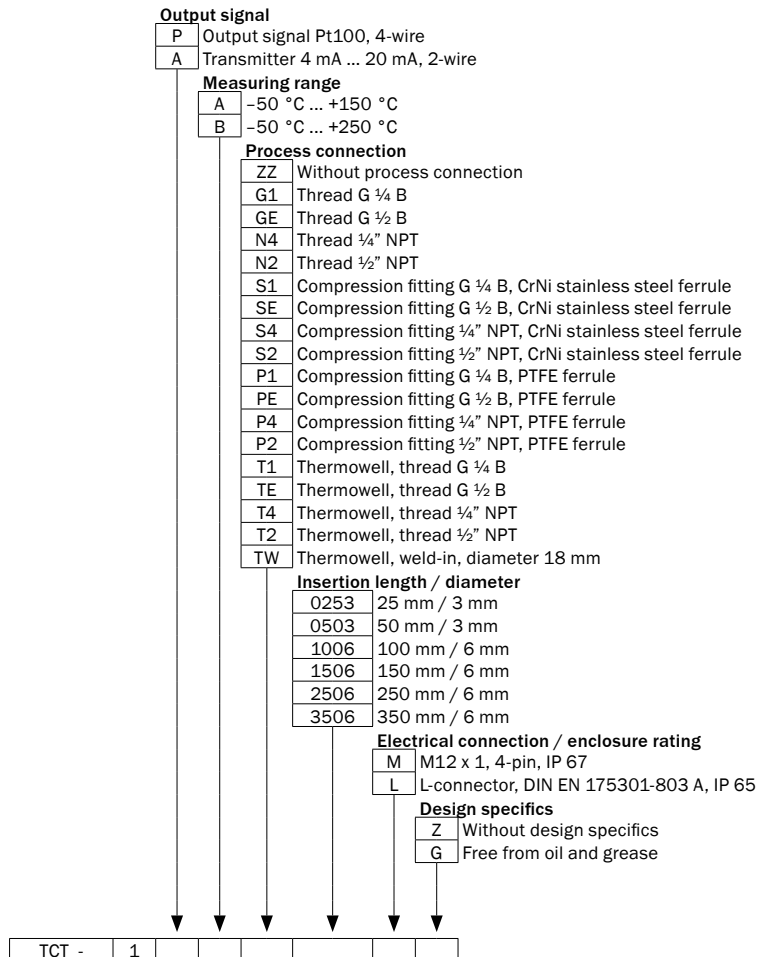 Output signal
P Output signal Pt100, 4-wire
A Transmitter 4 mA ... 20 mA, 2-wire
Measuring range
A –50 °C ... +150 °C
B –50 °C ... +250 °C
Process connection
ZZ Without process connection
G1 Thread G ¼ B
GE Thread G ½ B
N4 Thread ¼” NPT
N2 Thread ½” NPT
S1 Compression fitting G ¼ B, CrNi stainless steel ferrule
SE Compression fitting G ½ B, CrNi stainless steel ferrule
S4 Compression fitting ¼” NPT, CrNi stainless steel ferrule
S2 Compression fitting ½” NPT, CrNi stainless steel ferrule
P1 Compression fitting G ¼ B, PTFE ferrule
PE Compression fitting G ½ B, PTFE ferrule
P4 Compression fitting ¼” NPT, PTFE ferrule
P2 Compression fitting ½” NPT, PTFE ferrule
T1 Thermowell, thread G ¼ B
TE Thermowell, thread G ½ B
T4 Thermowell, thread ¼” NPT
T2 Thermowell, thread ½” NPT
TW Thermowell, weld-in, diameter 18 mm
Insertion length / diameter
0253 25 mm / 3 mm
0503 50 mm / 3 mm
1006 100 mm / 6 mm
1506 150 mm / 6 mm
2506 250 mm / 6 mm
3506 350 mm / 6 mm
Electrical connection / enclosure rating
M M12 x 1, 4-pin, IP 67
L L-connector, DIN EN 175301-803 A, IP 65
Design specifics
Z Without design specifics
G Free from oil and grease
TCT - 1